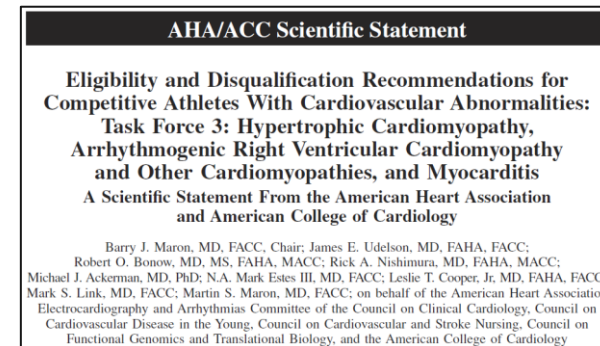 AHA/ACC Scientific Statement
Eligibility and Disqualification Recommendations for
Competitive Athletes With Cardiovascular Abnormalities:
Task Force 3: Hypertrophic Cardiomyopathy,
Arrhythmogenic Right Ventricular Cardiomyopathy
and Other Cardiomyopathies, and Myocarditis
A Scientific Statement From the American Heart Association
and American College of Cardiology
Barry J. Maron, MD, FACC, Chair; James E. Udelson, MD, FAHA, FACC;
Robert O. Bonow, MD, MS, FAHA, MACC; Rick A. Nishimura, MD, FAHA, MACC;
Michael J. Ackerman, MD, PhD; N.A. Mark Estes III, MD, FACC; Leslie T. Cooper, Jr, MD, FAHA, FACC
Mark S. Link, MD, FACC; Martin S. Maron, MD, FACC; on behalf of the American Heart Associatio
Electrocardiography and Arrhythmias Committee of the Council on Clinical Cardiology, Council on
Cardiovascular Disease in the Young, Council on Cardiovascular and Stroke Nursing, Council on
Functional Genomics and Translational Biology, and the American College of Cardiology